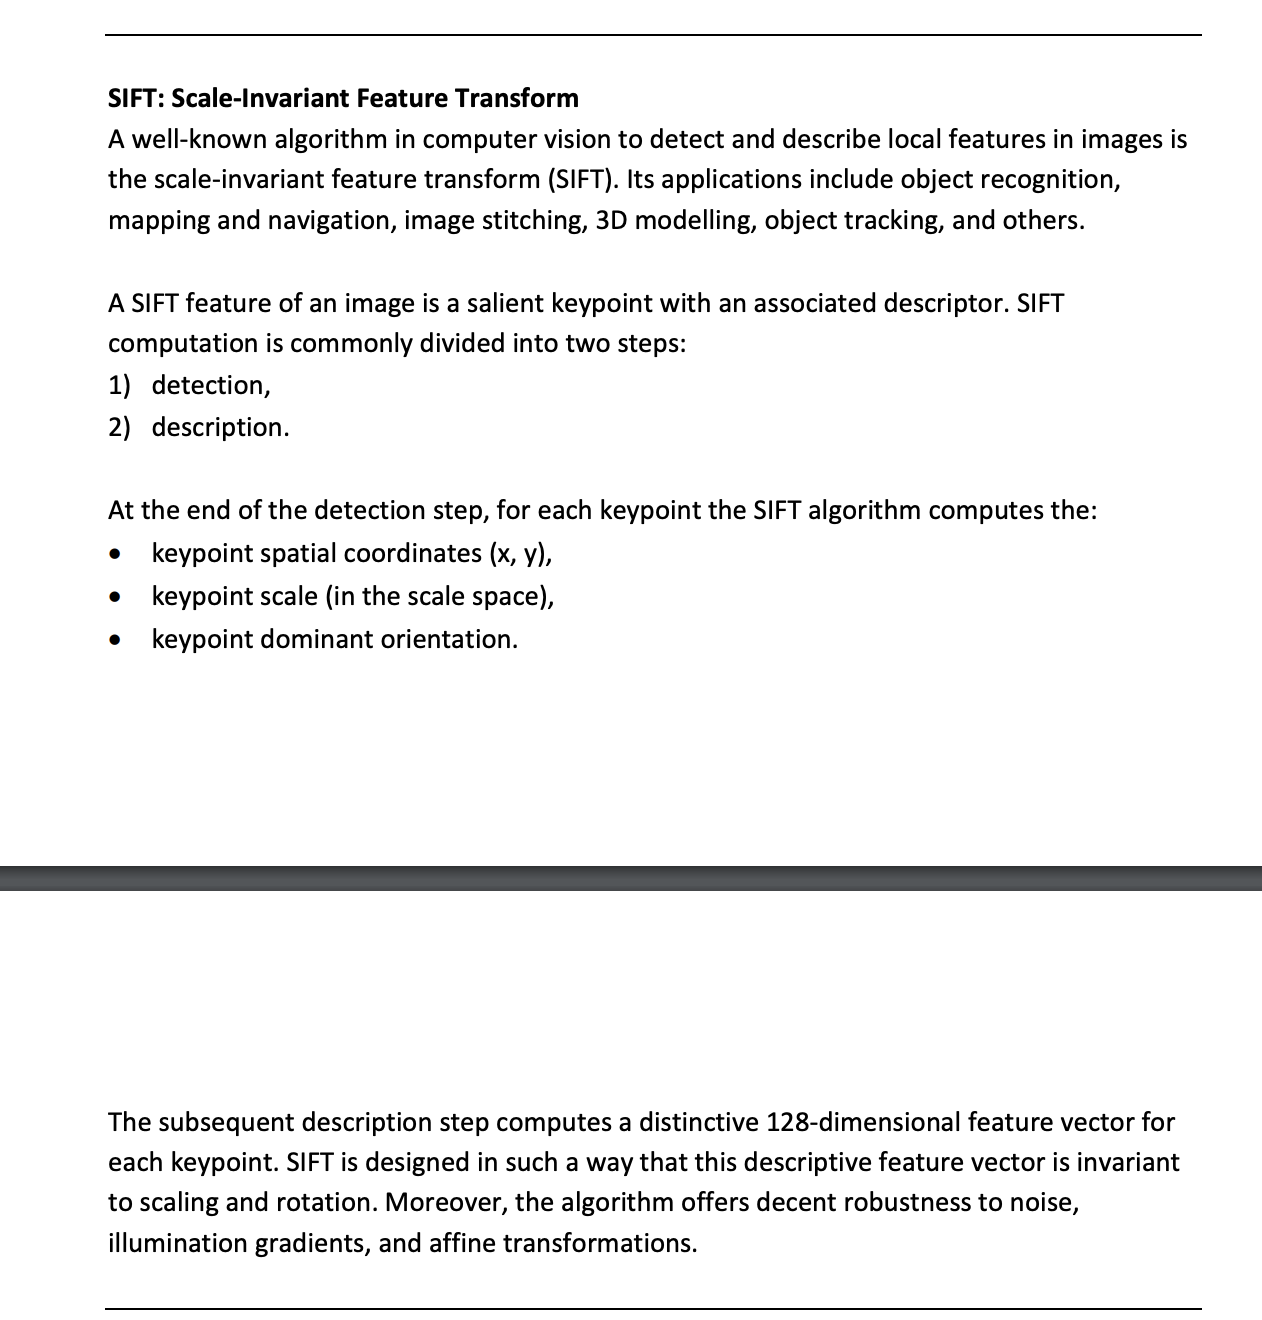 SIFT: Scale-Invariant Feature Transform
A well-known algorithm in computer vision to detect and describe local features in images is
the scale-invariant feature transform (SIFT). Its applications include object recognition,
mapping and navigation, image stitching, 3D modelling, object tracking, and others.
A SIFT feature of an image is a salient keypoint with an associated descriptor. SIFT
computation is commonly divided into two steps:
1) detection,
2) description.
At the end of the detection step, for each keypoint the SIFT algorithm computes the:
• keypoint spatial coordinates (x, y),
• keypoint scale (in the scale space),
• keypoint dominant orientation.
The subsequent description step computes a distinctive 128-dimensional feature vector for
each keypoint. SIFT is designed in such a way that this descriptive feature vector is invariant
to scaling and rotation. Moreover, the algorithm offers decent robustness to noise,
illumination gradients, and affine transformations.